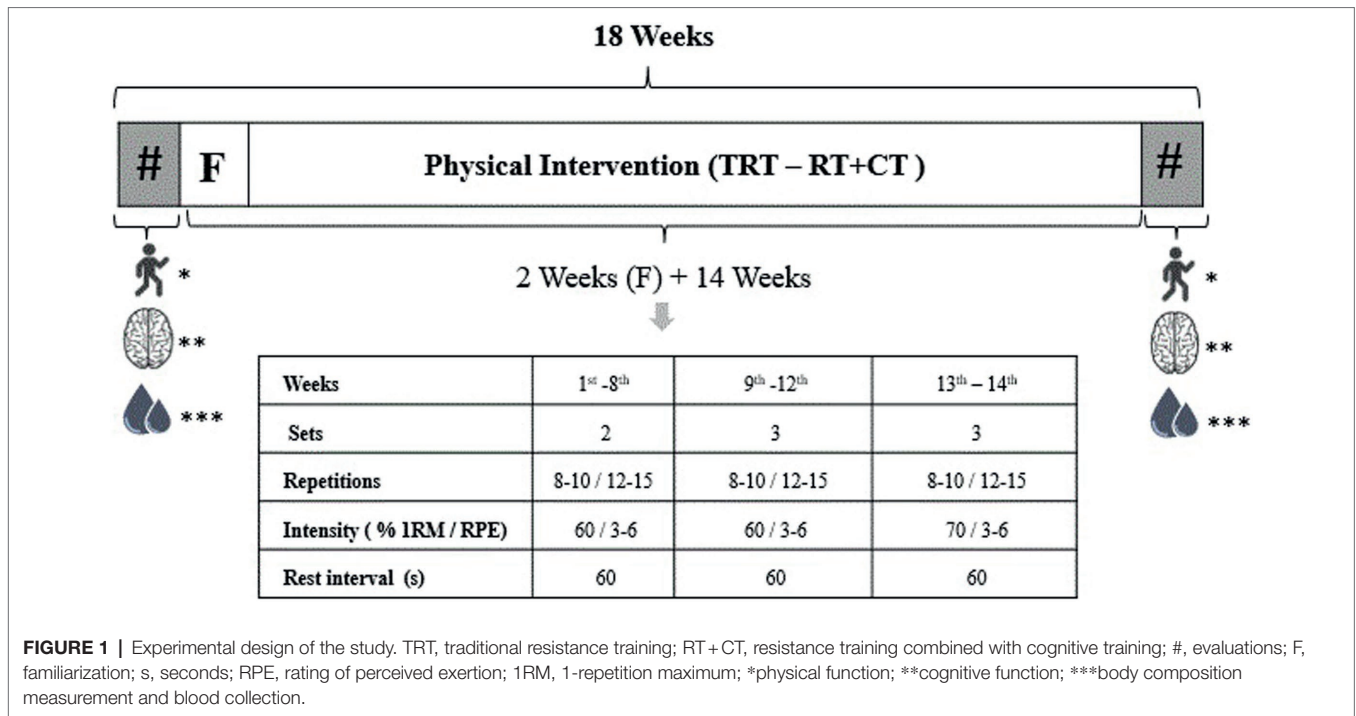 18 Weeks
# F Physical Intervention (TRT – RT+CT ) #
* *
2 Weeks (F) + 14 Weeks
** **
*** ***
Weeks 1st -8th 9th -12th 13th – 14th
Sets 2 3 3
Repetitions 8-10 / 12-15 8-10 / 12-15 8-10 / 12-15
Intensity ( % 1RM / RPE) 60 / 3-6 60 / 3-6 70 / 3-6
Rest interval (s) 60 60 60
FIGURE 1 | Experimental design of the study. TRT, traditional resistance training; RT+CT, resistance training combined with cognitive training; #, evaluations; F,
familiarization; s, seconds; RPE, rating of perceived exertion; 1RM, 1-repetition maximum; *physical function; **cognitive function; ***body composition
measurement and blood collection.